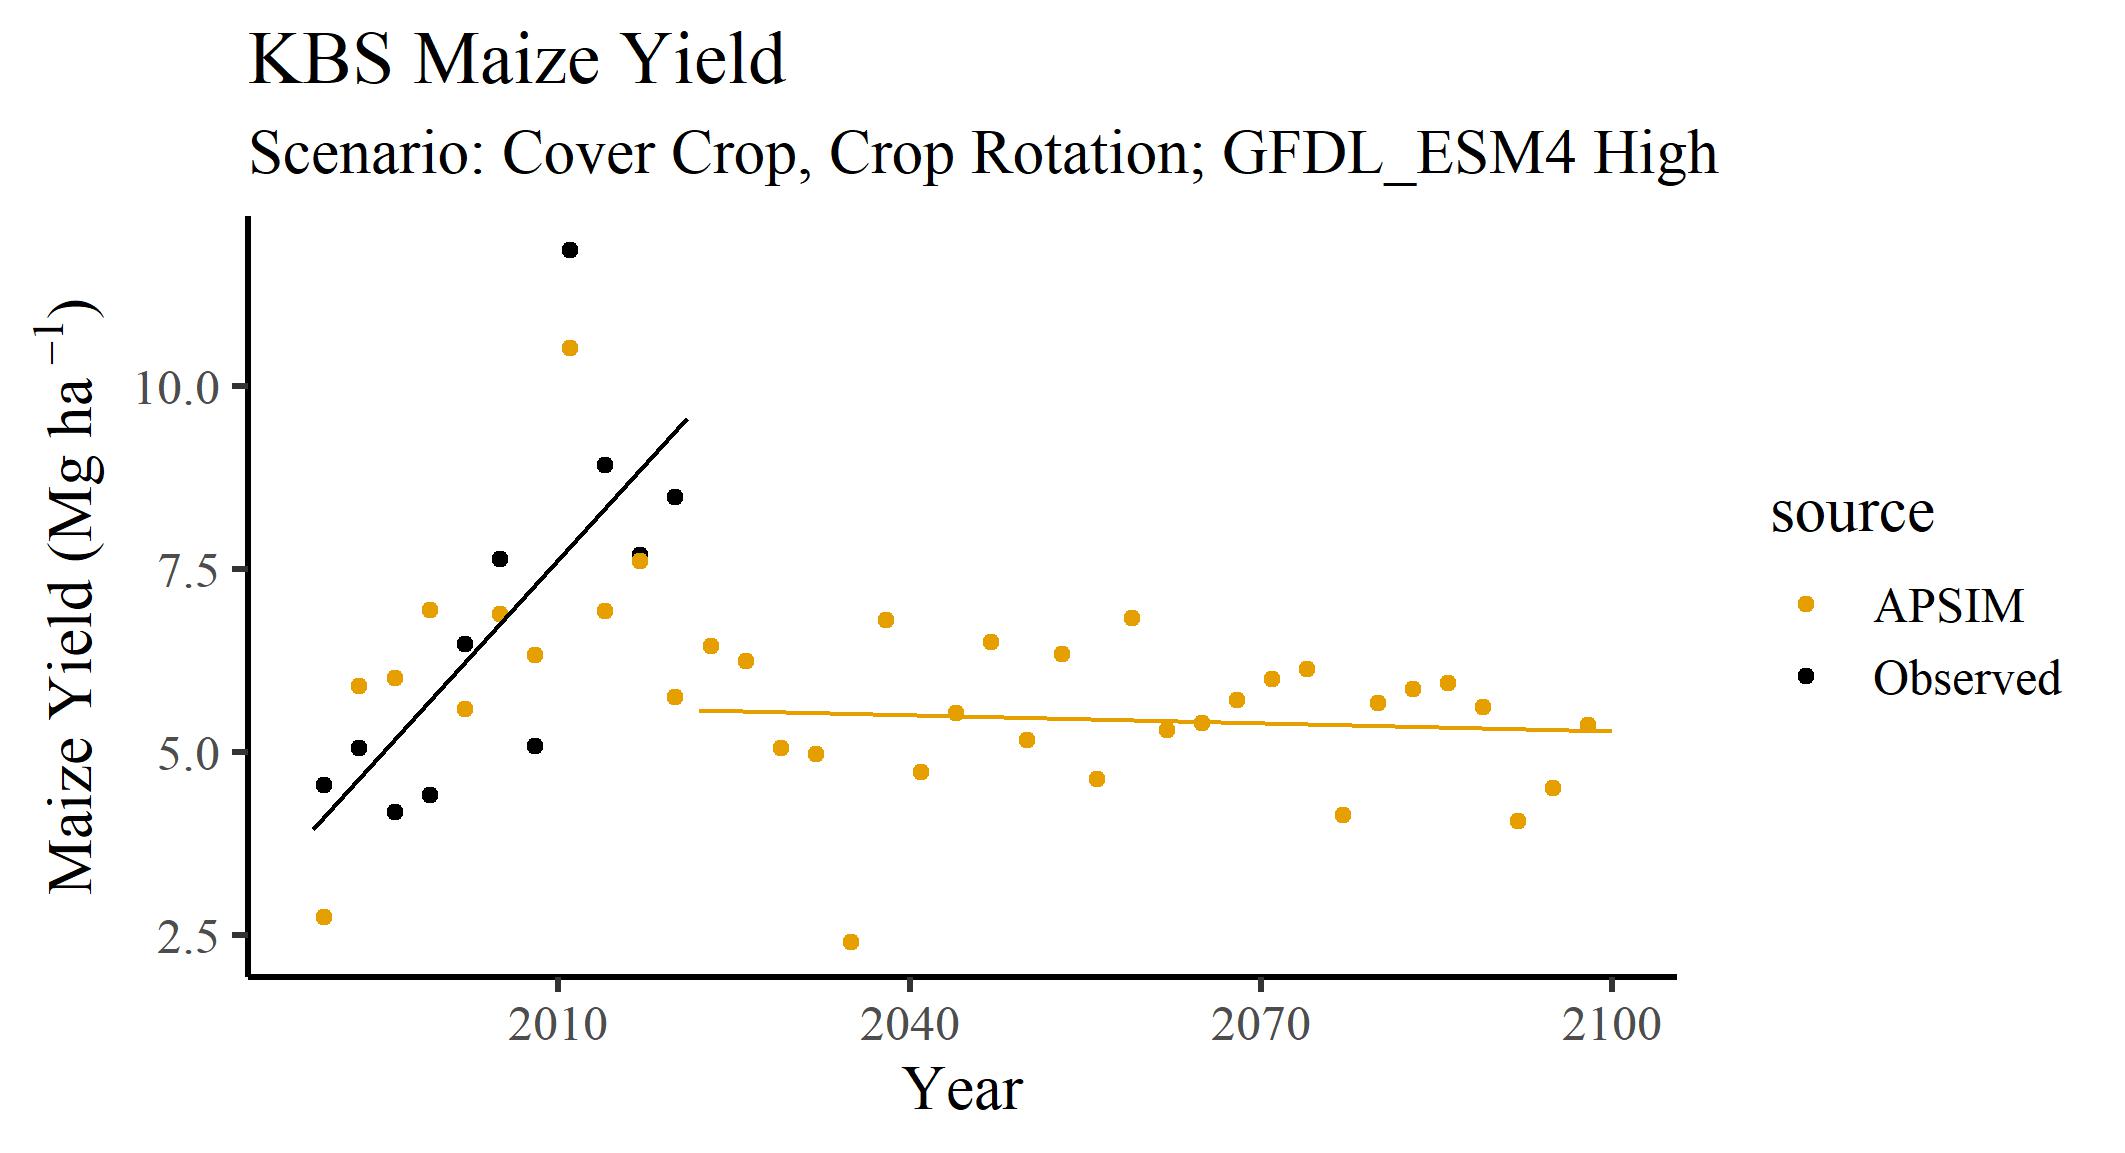 KBS Maize Yield
Scenario: Cover Crop, Crop Rotation; GFDL_ESM4 High
Maize Yield (Mg ha −1)
10.0
7.5
5.0
2.5
2010
2040
2070
2100
Year
source
APSIM
Observed